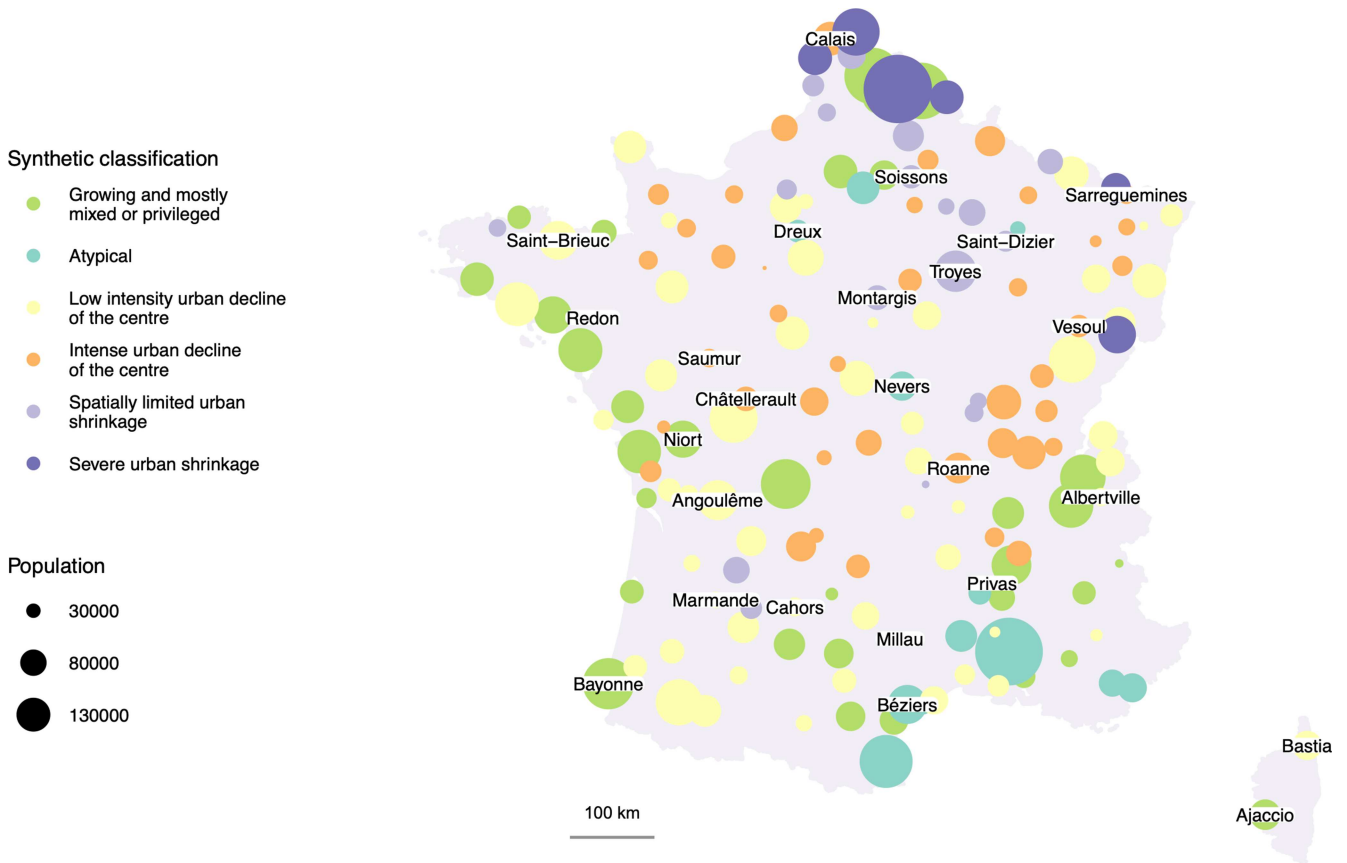 Synthetic classification
Growing and mostly
mixed or privileged
Atypical
Low intensity urban decline
of the centre
Intense urban decline
of the centre
Spatially limited urban
shrinkage
Severe urban shrinkage
Population
30000
80000
130000
Calais
Soissons
Sarreguemines
Dreux
Saint−Brieuc
Saint−Dizier
Troyes
Montargis
Redon
Vesoul
Saumur
Nevers
Châtellerault
Niort
Roanne
Angoulême
Albertville
Privas
Marmande
Cahors
Millau
Bayonne
Béziers
Bastia
Ajaccio
100 km